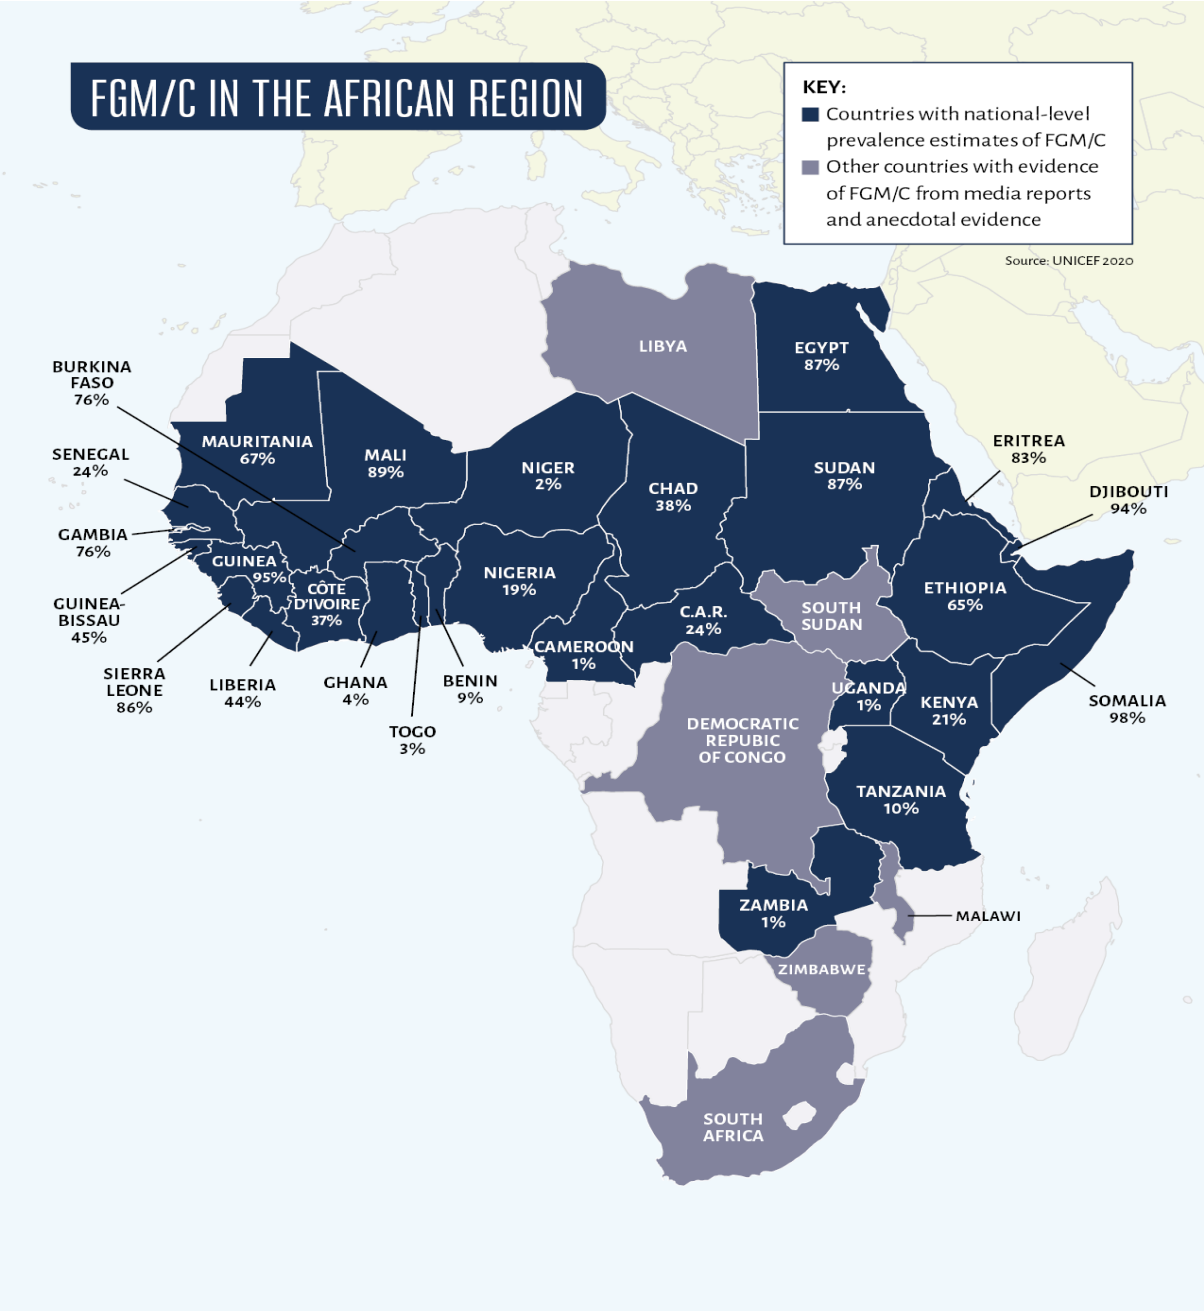 FGM/C IN THE AFRICAN REGION
KEY:
Countries with national-level
prevalence estimates of FGM/C
Other countries with evidence
of FGM/C from media reports
and anecdotal evidence
Source: UNICEF 2020
LIBYA
EGYPT
87%
BURKINA
FASO
76%
MAURITANIA
67%
MALI
89%
NIGER
2%
CHAD
38%
SUDAN
87%
ERITREA
83%
DJIBOUTI
94%
SENEGAL
24%
GAMBIA
76%
GUINEA
95%
CÔTE
D'IVOIRE
37%
NIGERIA
19%
C.A.R.
24%
SOUTH
SUDAN
ETHIOPIA
65%
GUINEA-
BISSAU
45%
SIERRA
LEONE
86%
LIBERIA
44%
GHANA
4%
TOGO
3%
BENIN
9%
CAMEROON
1%
UGANDA
1%
KENYA
21%
SOMALIA
98%
DEMOCRATIC
REPUBIC
OF CONGO
TANZANIA
10%
ZAMBIA
1%
MALAWI
ZIMBABWE
SOUTH
AFRICA